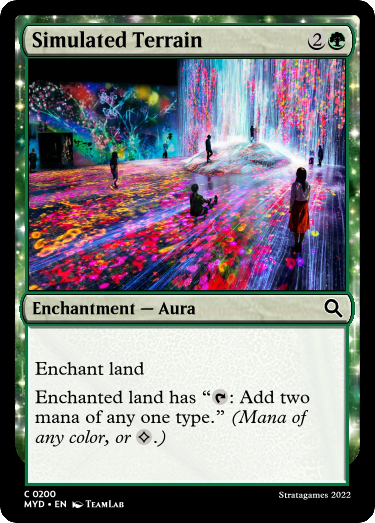 Simulated Terrain 2
Enchantment — Aura
Enchant land
Enchanted land has “: Add two
mana of any one type.” (Mana of
any color, or .)
C 0200
MYD • EN TeamLab
Stratagames 2022